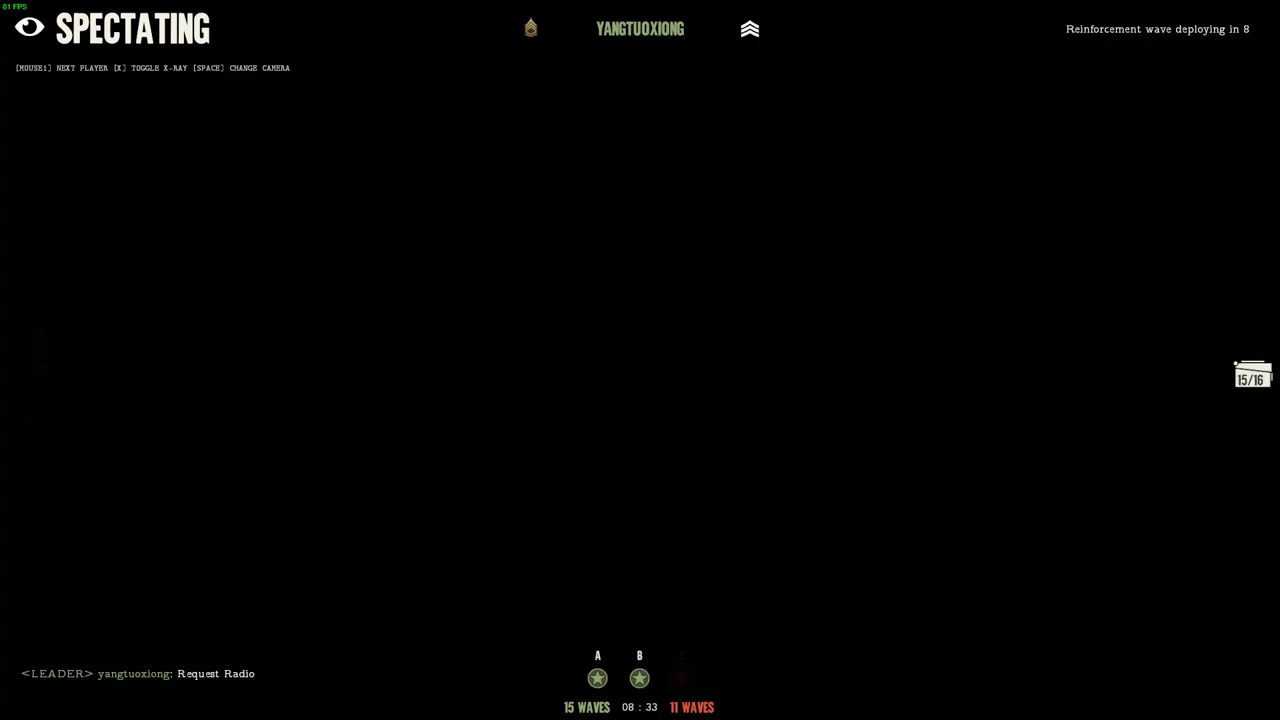 81 FPS
SPECTATING
YANGTUOXIONG
Reinforcement wave deploying in 8
[MOUSE1] NEXT PLAYER [X] TOGGLE X-RAY [SPACE] CHANGE CAMERA
15/16
A B
<LEADER> yangtuoxiong: Request Radio
15 WAVES 08 : 33 11 WAVES